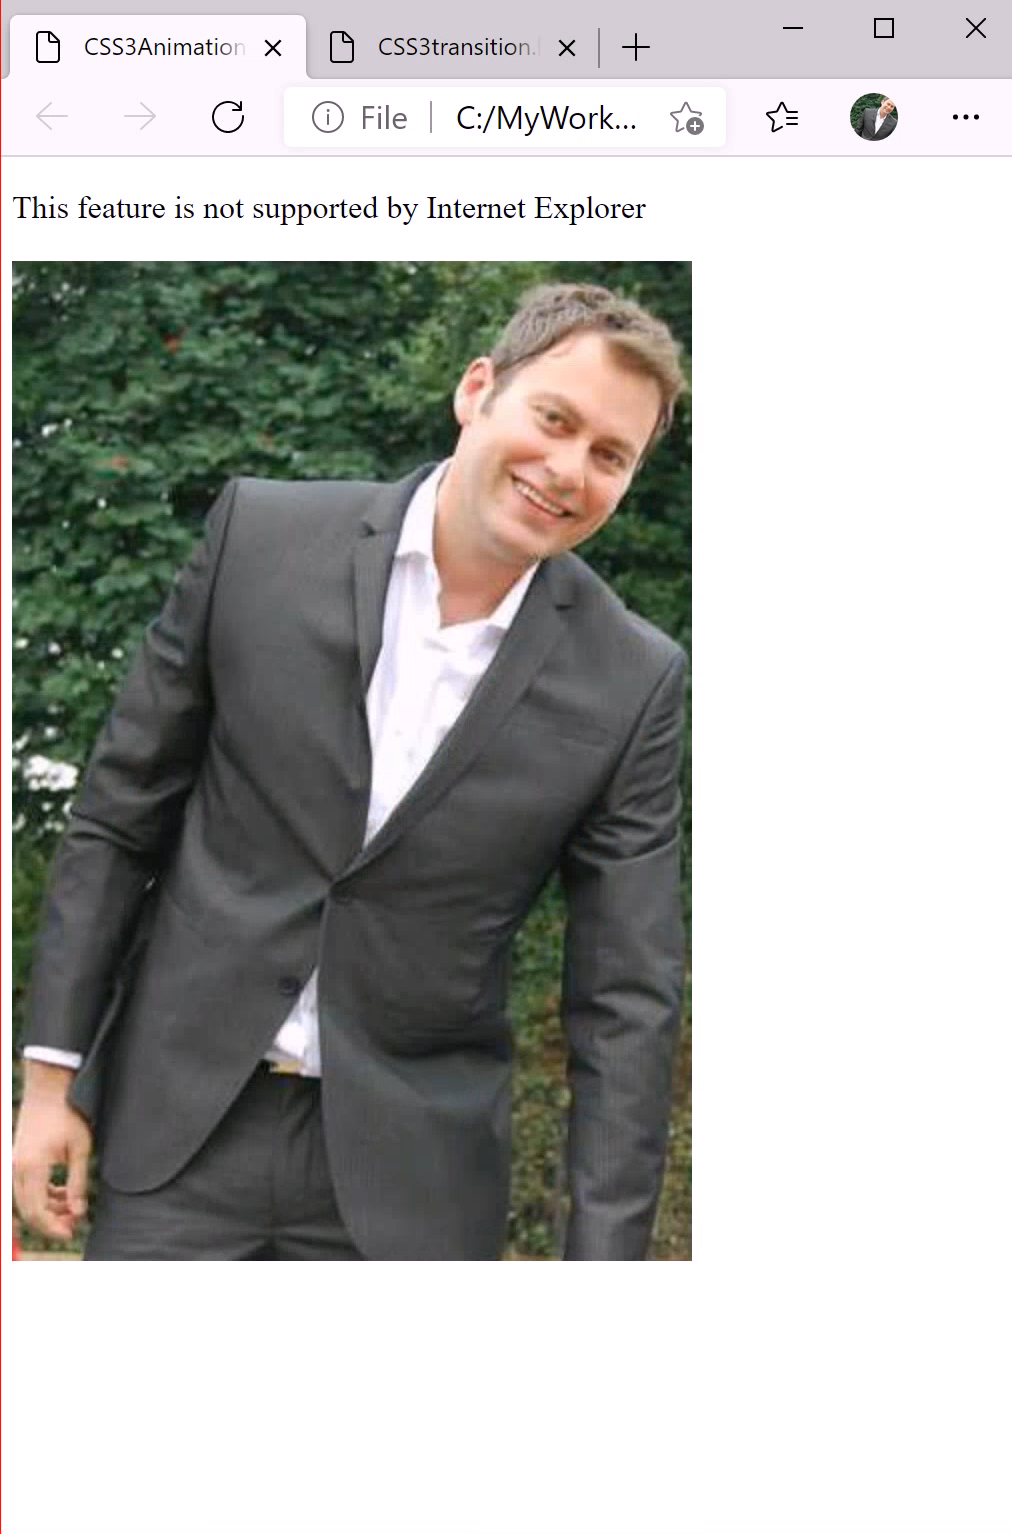 CSS3Animation
CSS3transition.
File
C:/MyWork...
This feature is not supported by Internet Explorer